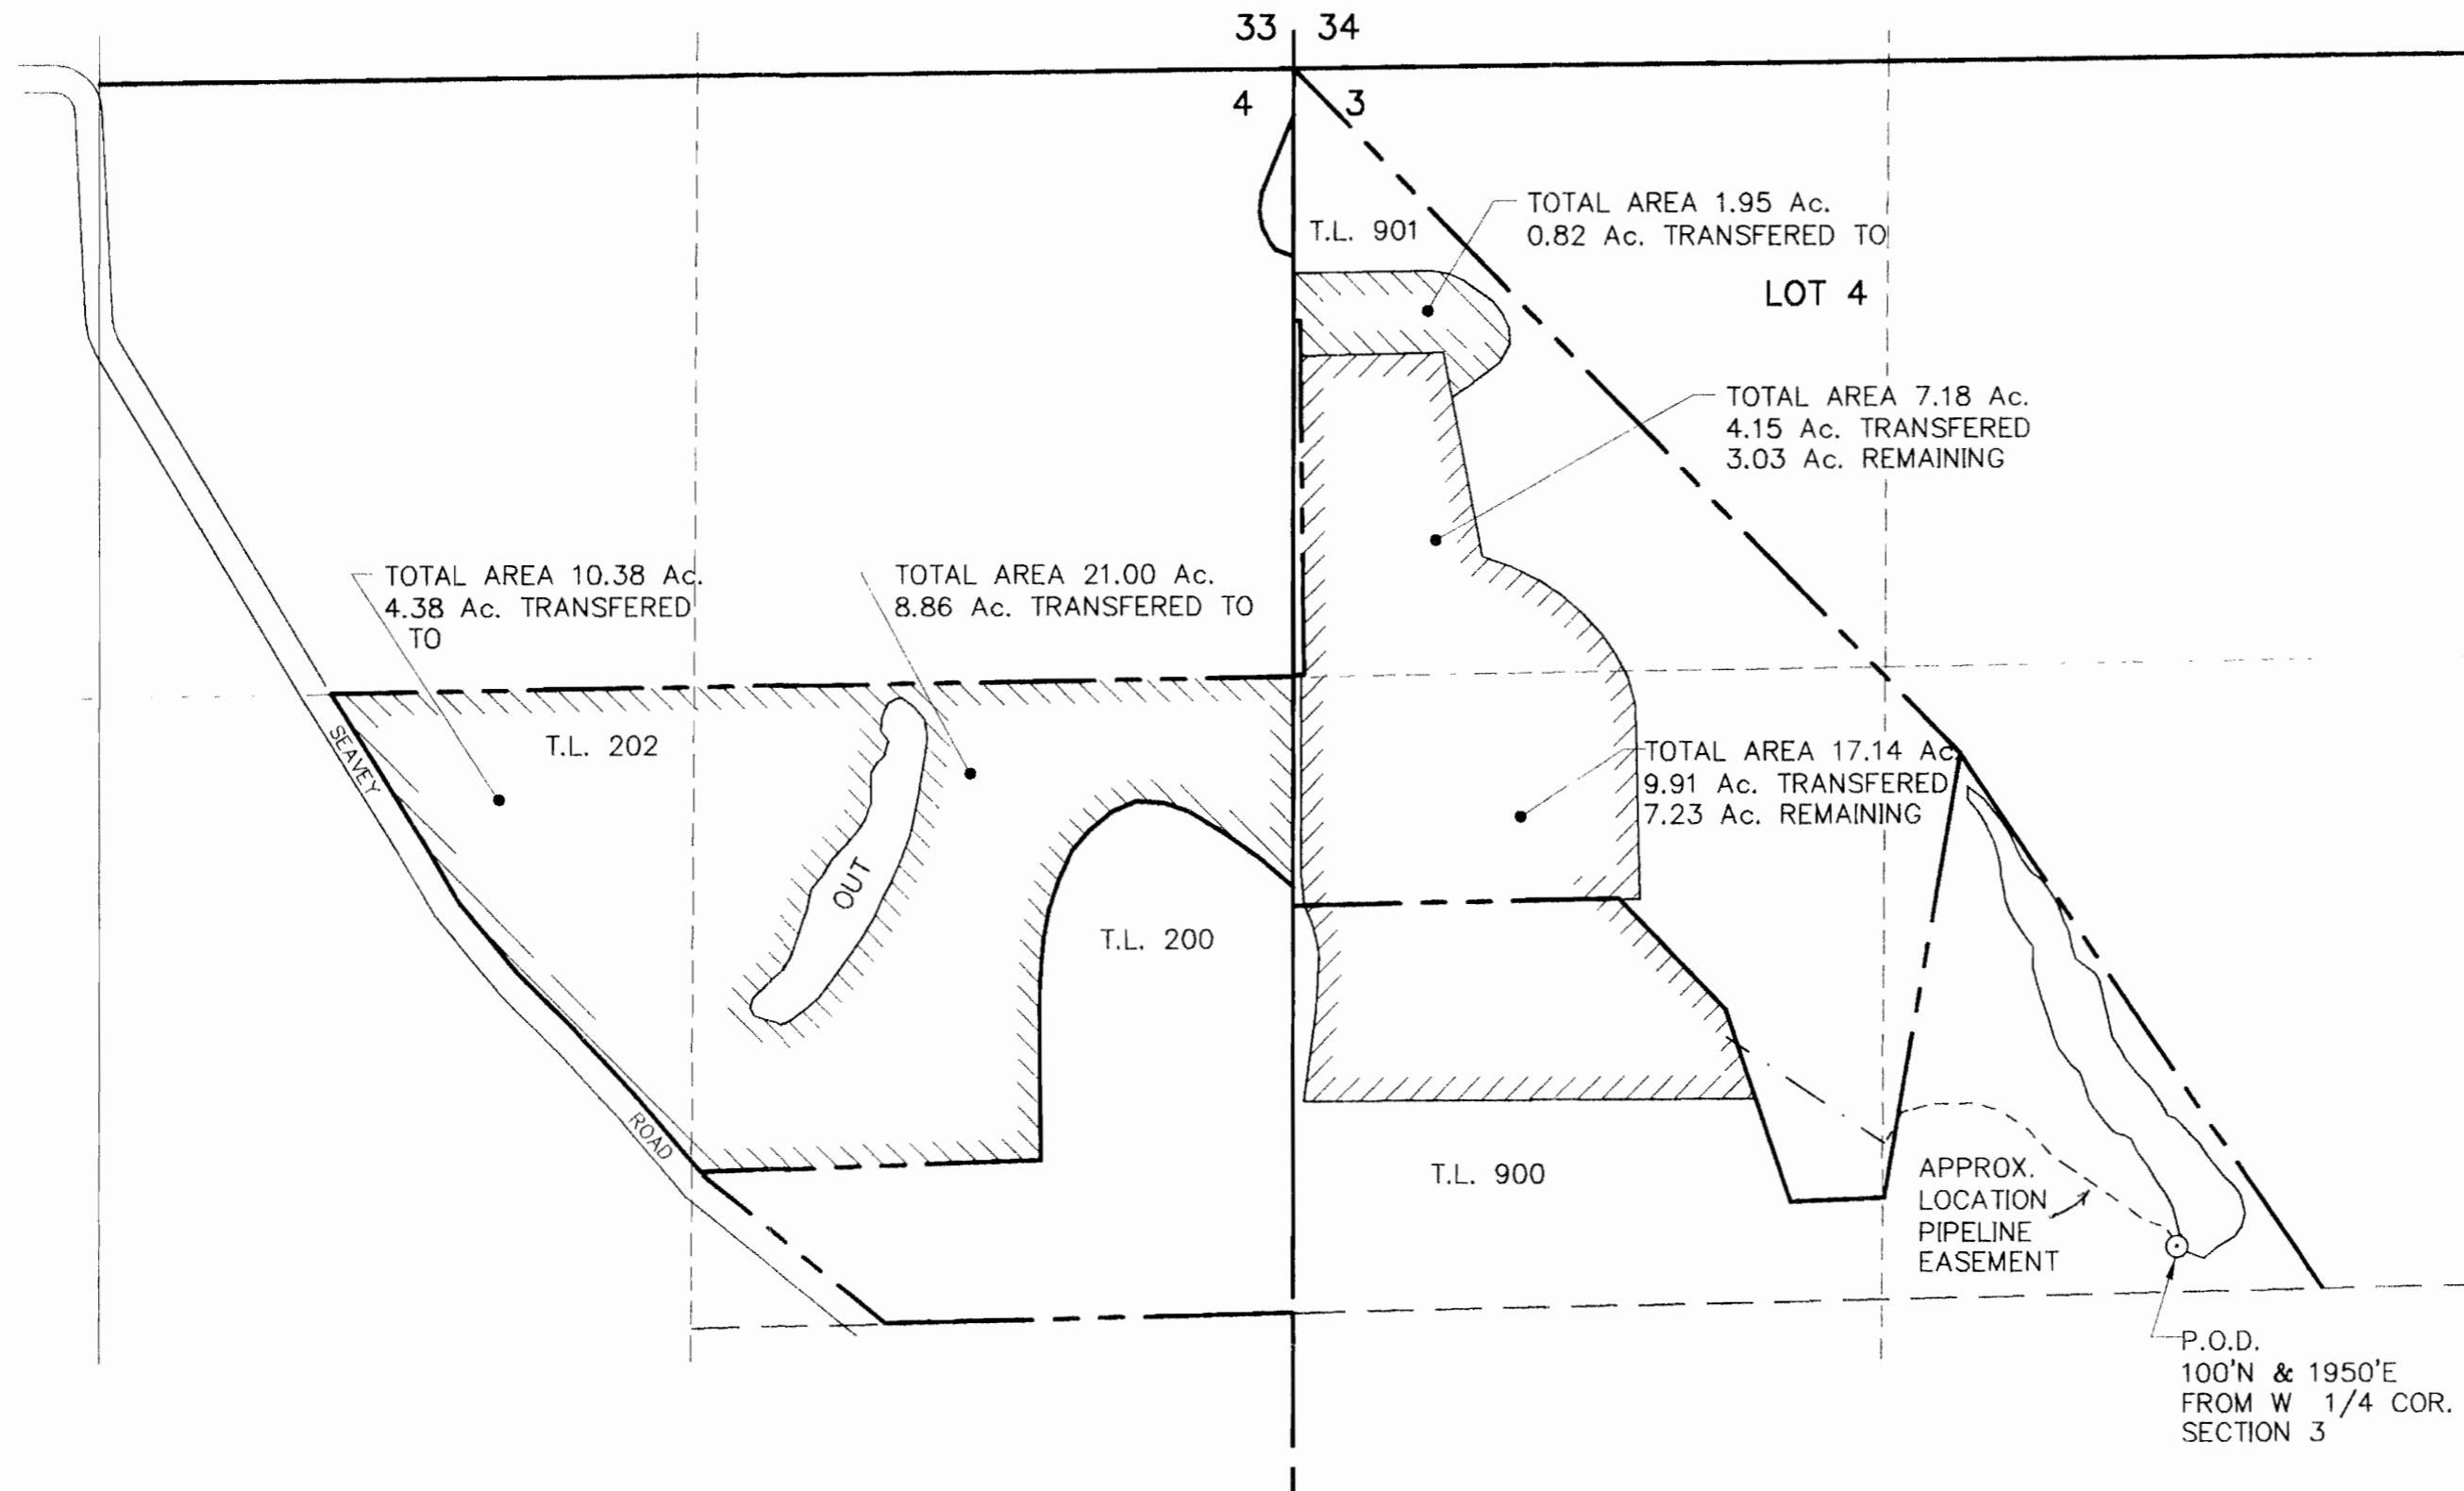 33 34
4 3
T.L. 901
TOTAL AREA 1.95 Ac.
0.82 Ac. TRANSFERED TO
LOT 4
TOTAL AREA 7.18 Ac.
4.15 Ac. TRANSFERED
3.03 Ac. REMAINING
TOTAL AREA 10.38 Ac.
4.38 Ac. TRANSFERED
TO
TOTAL AREA 21.00 Ac.
8.86 Ac. TRANSFERED TO
T.L. 202
SEAVEY
ROAD
OUT
T.L. 200
TOTAL AREA 17.14 Ac.
9.91 Ac. TRANSFERED
7.23 Ac. REMAINING
T.L. 900
APPROX.
LOCATION
PIPELINE
EASEMENT
P.O.D.
100'N & 1950'E
FROM W 1/4 COR.
SECTION 3